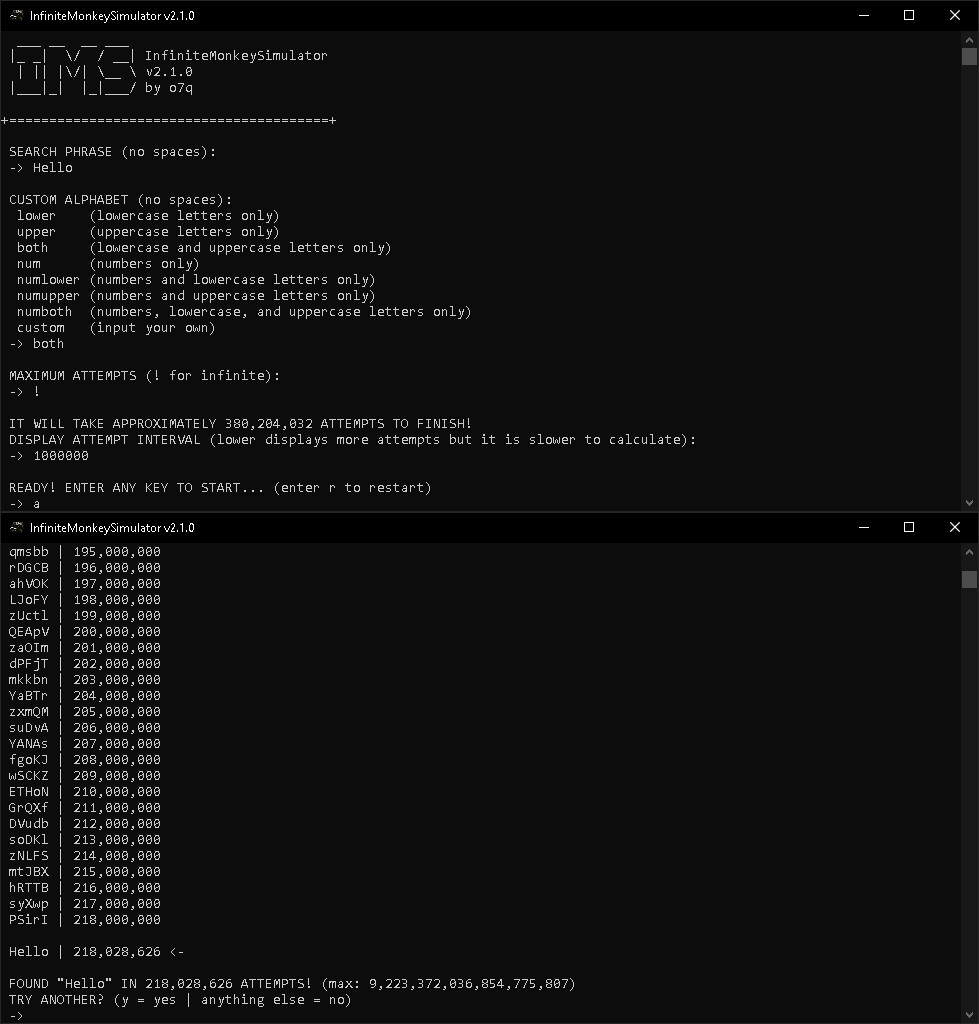 InfiniteMonkeySimulator v2.1.0
InfiniteMonkeySimulator
v2.1.0
by o7q
+========================================+
SEARCH PHRASE (no spaces):
-> Hello
CUSTOM ALPHABET (no spaces):
lower (lowercase letters only)
upper (uppercase letters only)
both (lowercase and uppercase letters only)
num (numbers only)
numlower (numbers and lowercase letters only)
numupper (numbers and uppercase letters only)
numboth (numbers, lowercase, and uppercase letters only)
custom (input your own)
-> both
MAXIMUM ATTEMPTS (! for infinite):
-> !
IT WILL TAKE APPROXIMATELY 380,204,032 ATTEMPTS TO FINISH!
DISPLAY ATTEMPT INTERVAL (lower displays more attempts but it is slower to calculate):
-> 1000000
READY! ENTER ANY KEY TO START... (enter r to restart)
-> a
InfiniteMonkeySimulator v2.1.0
qmsbb | 195,000,000
rDGCB | 196,000,000
ahVOK | 197,000,000
LJoFY | 198,000,000
zUctl | 199,000,000
QEApV | 200,000,000
zaOIm | 201,000,000
dPFjT | 202,000,000
mkkbn | 203,000,000
YaBTr | 204,000,000
zxmQM | 205,000,000
suDvA | 206,000,000
YANAs | 207,000,000
fgoKJ | 208,000,000
wSCKZ | 209,000,000
ETHoN | 210,000,000
GrQXf | 211,000,000
DVudb | 212,000,000
soDKl | 213,000,000
zNLFS | 214,000,000
mtJBX | 215,000,000
hRTTB | 216,000,000
syXwp | 217,000,000
PSirI | 218,000,000
Hello | 218,028,626 <-
FOUND "Hello" IN 218,028,626 ATTEMPTS! (max: 9,223,372,036,854,775,807)
TRY ANOTHER? (y = yes | anything else = no)
->